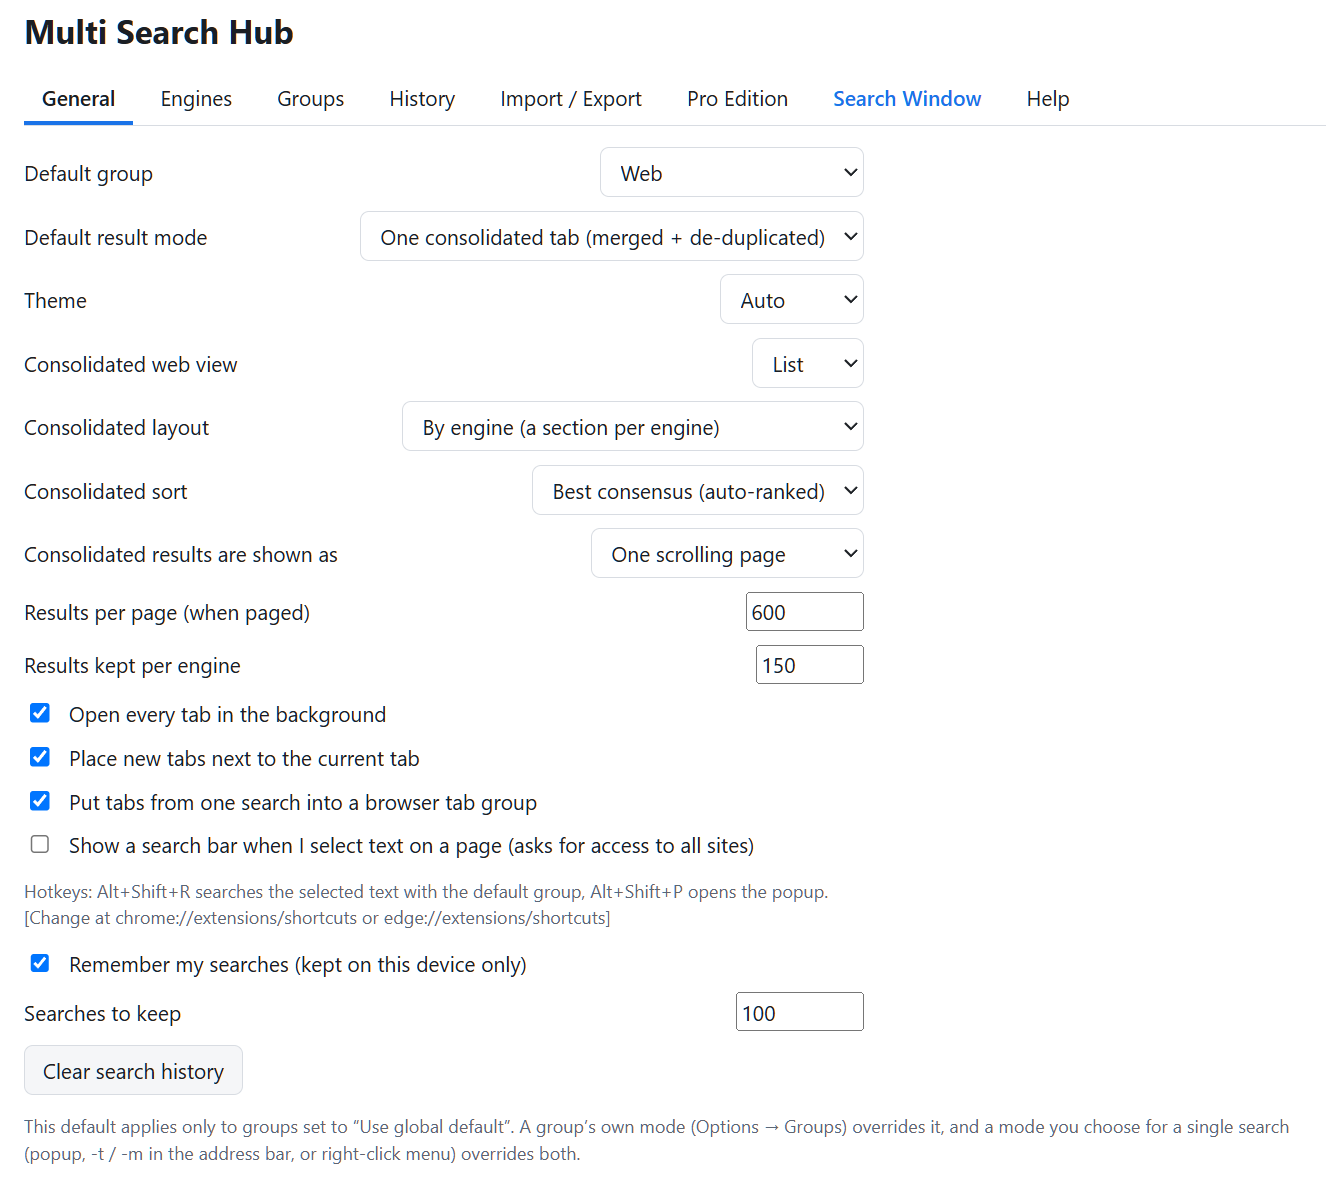 Multi Search Hub
General Engines Groups History Import / Export Pro Edition Search Window Help
Default group Web
Default result mode One consolidated tab (merged + de-duplicated)
Theme Auto
Consolidated web view List
Consolidated layout By engine (a section per engine)
Consolidated sort Best consensus (auto-ranked)
Consolidated results are shown as One scrolling page
Results per page (when paged) 600
Results kept per engine 150
Open every tab in the background
Place new tabs next to the current tab
Put tabs from one search into a browser tab group
Show a search bar when I select text on a page (asks for access to all sites)
Hotkeys: Alt+Shift+R searches the selected text with the default group, Alt+Shift+P opens the popup.
[Change at chrome://extensions/shortcuts or edge://extensions/shortcuts]
Remember my searches (kept on this device only)
Searches to keep 100
Clear search history
This default applies only to groups set to “Use global default”. A group’s own mode (Options → Groups) overrides it, and a mode you choose for a single search
(popup, -t / -m in the address bar, or right-click menu) overrides both.